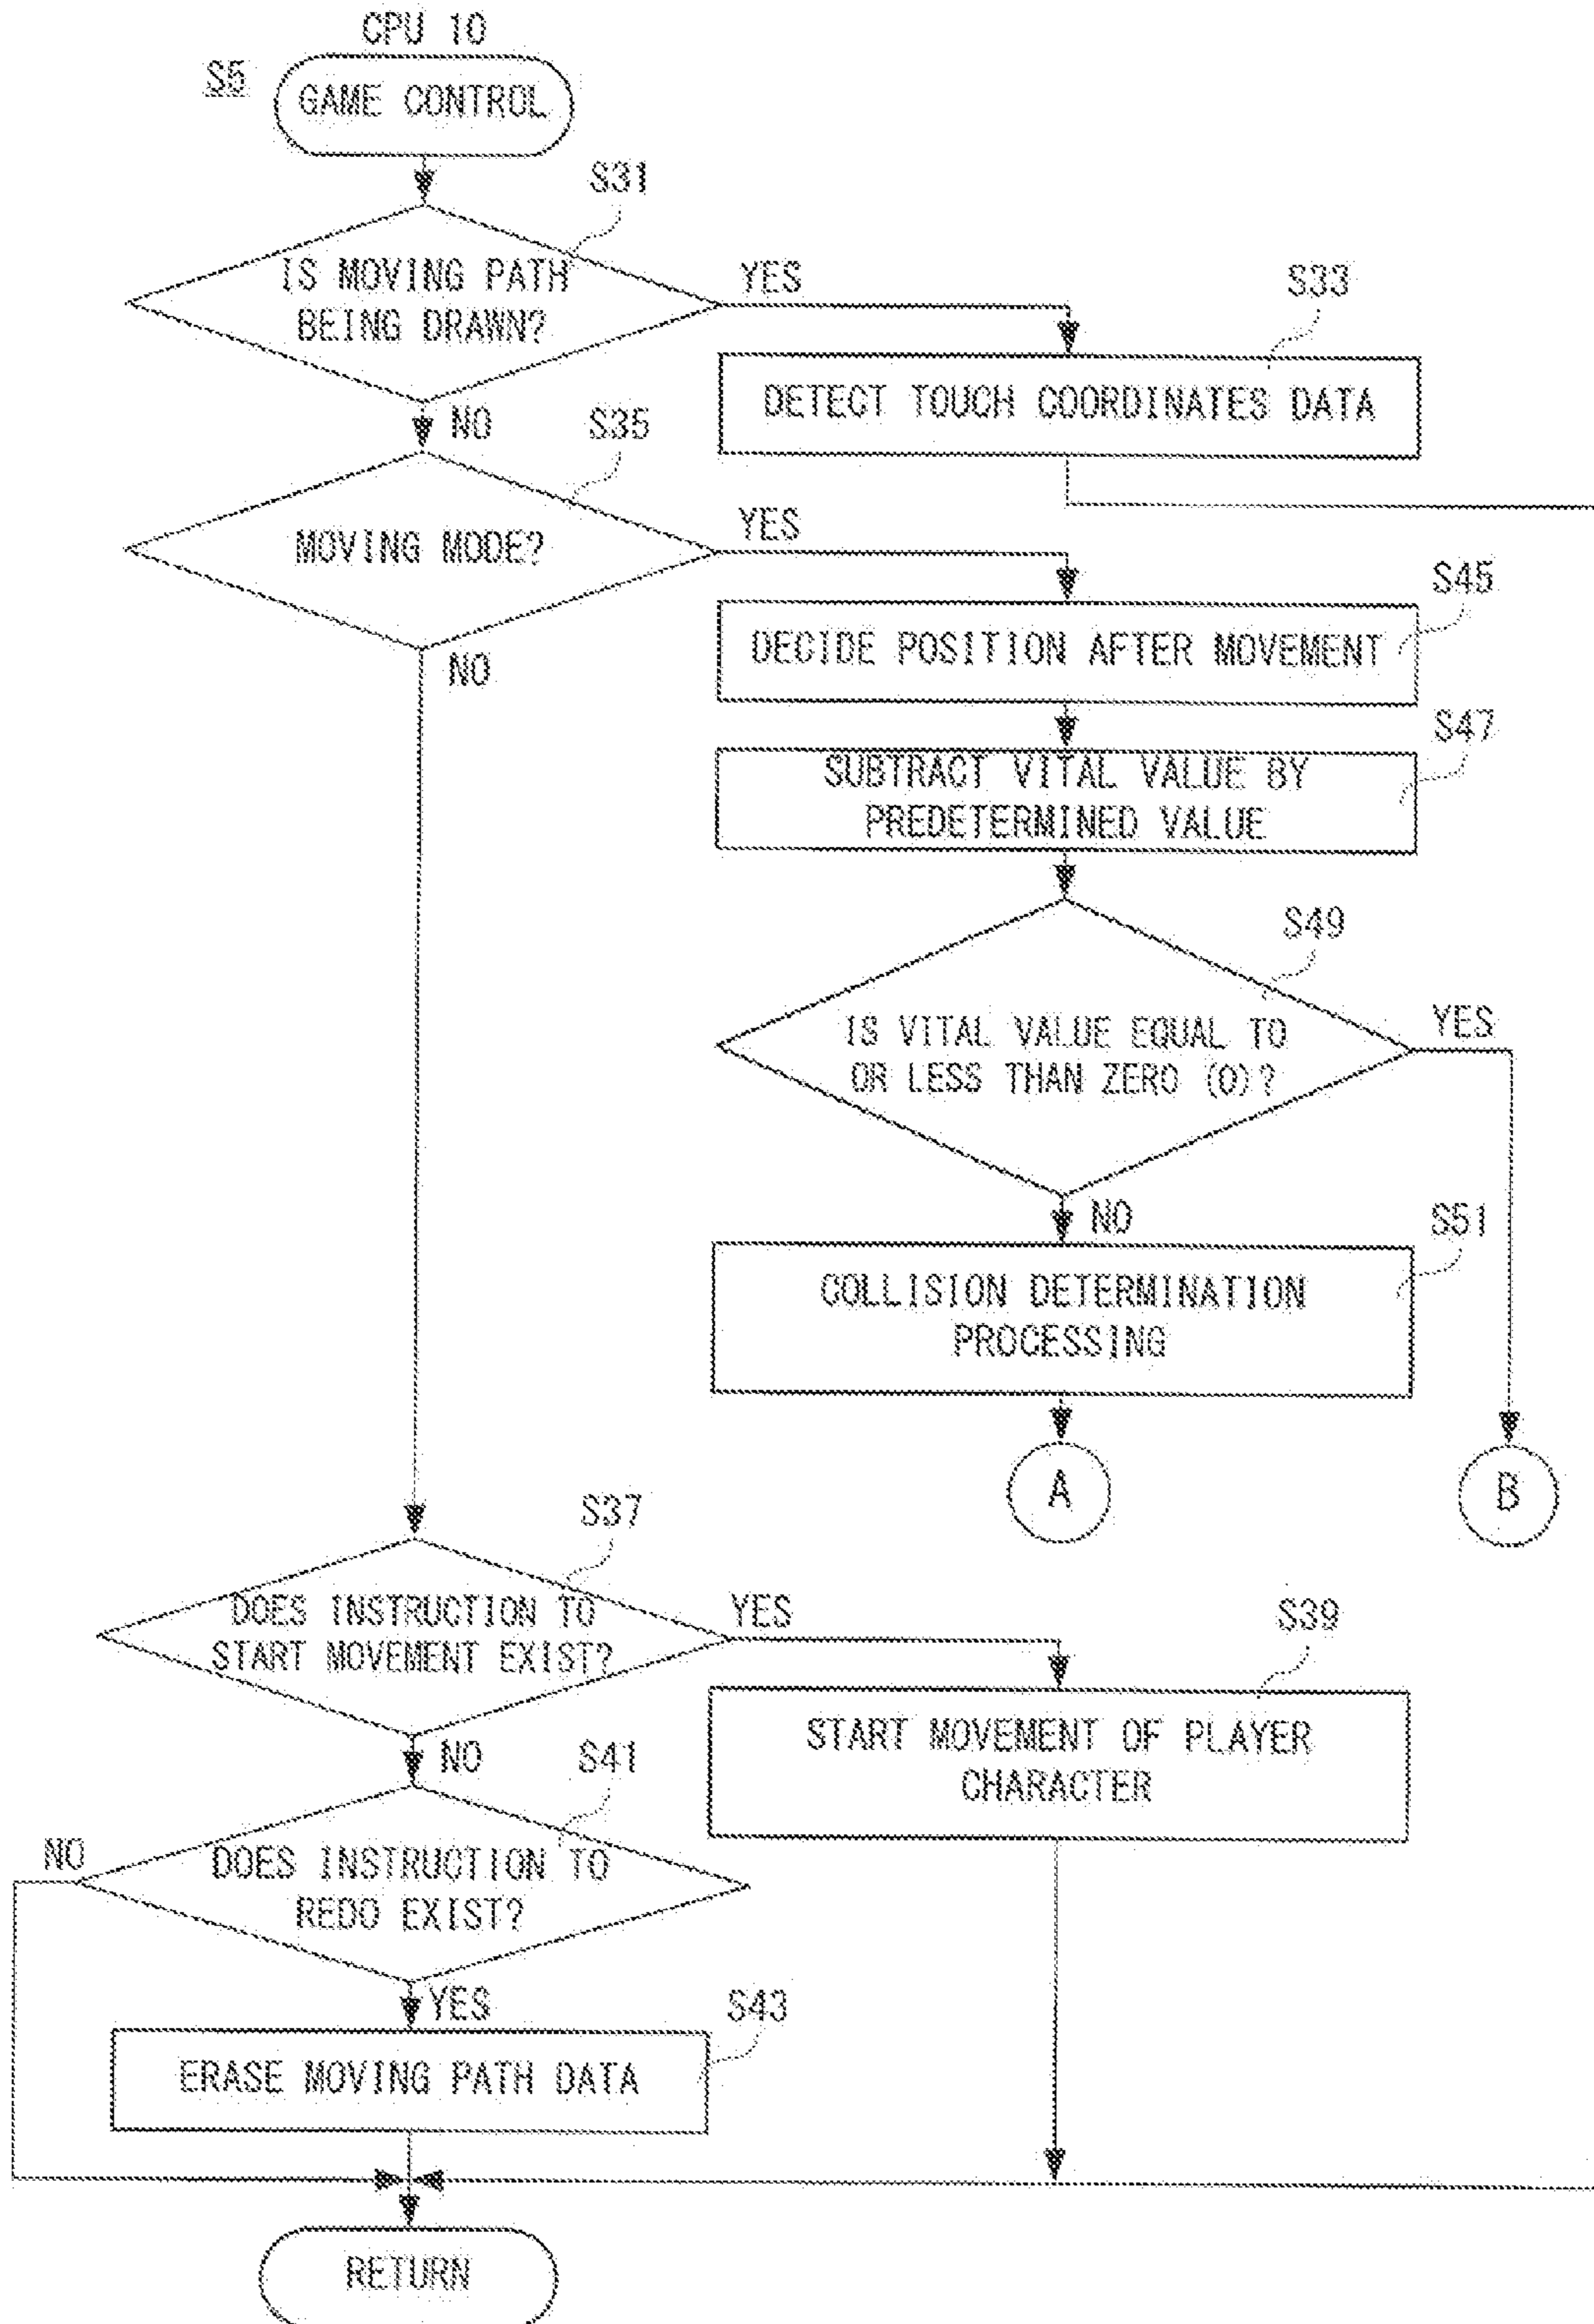 CPU 10
S5
GAME CONTROL
S31
IS MOVING PATH
BEING DRAWN?
YES
S33
DETECT TOUCH COORDINATES DATA
NO
S35
MOVING MODE?
YES
S45
DECIDE POSITION AFTER MOVEMENT
NO
S47
SUBTRACT VITAL VALUE BY
PREDETERMINED VALUE
S49
IS VITAL VALUE EQUAL TO
OR LESS THAN ZERO (0)?
YES
NO
S51
COLLISION DETERMINATION
PROCESSING
A
B
S37
DOES INSTRUCTION TO
START MOVEMENT EXIST?
YES
S39
START MOVEMENT OF PLAYER
CHARACTER
NO
S41
DOES INSTRUCTION TO
REDO EXIST?
NO
YES
S43
ERASE MOVING PATH DATA
RETURN